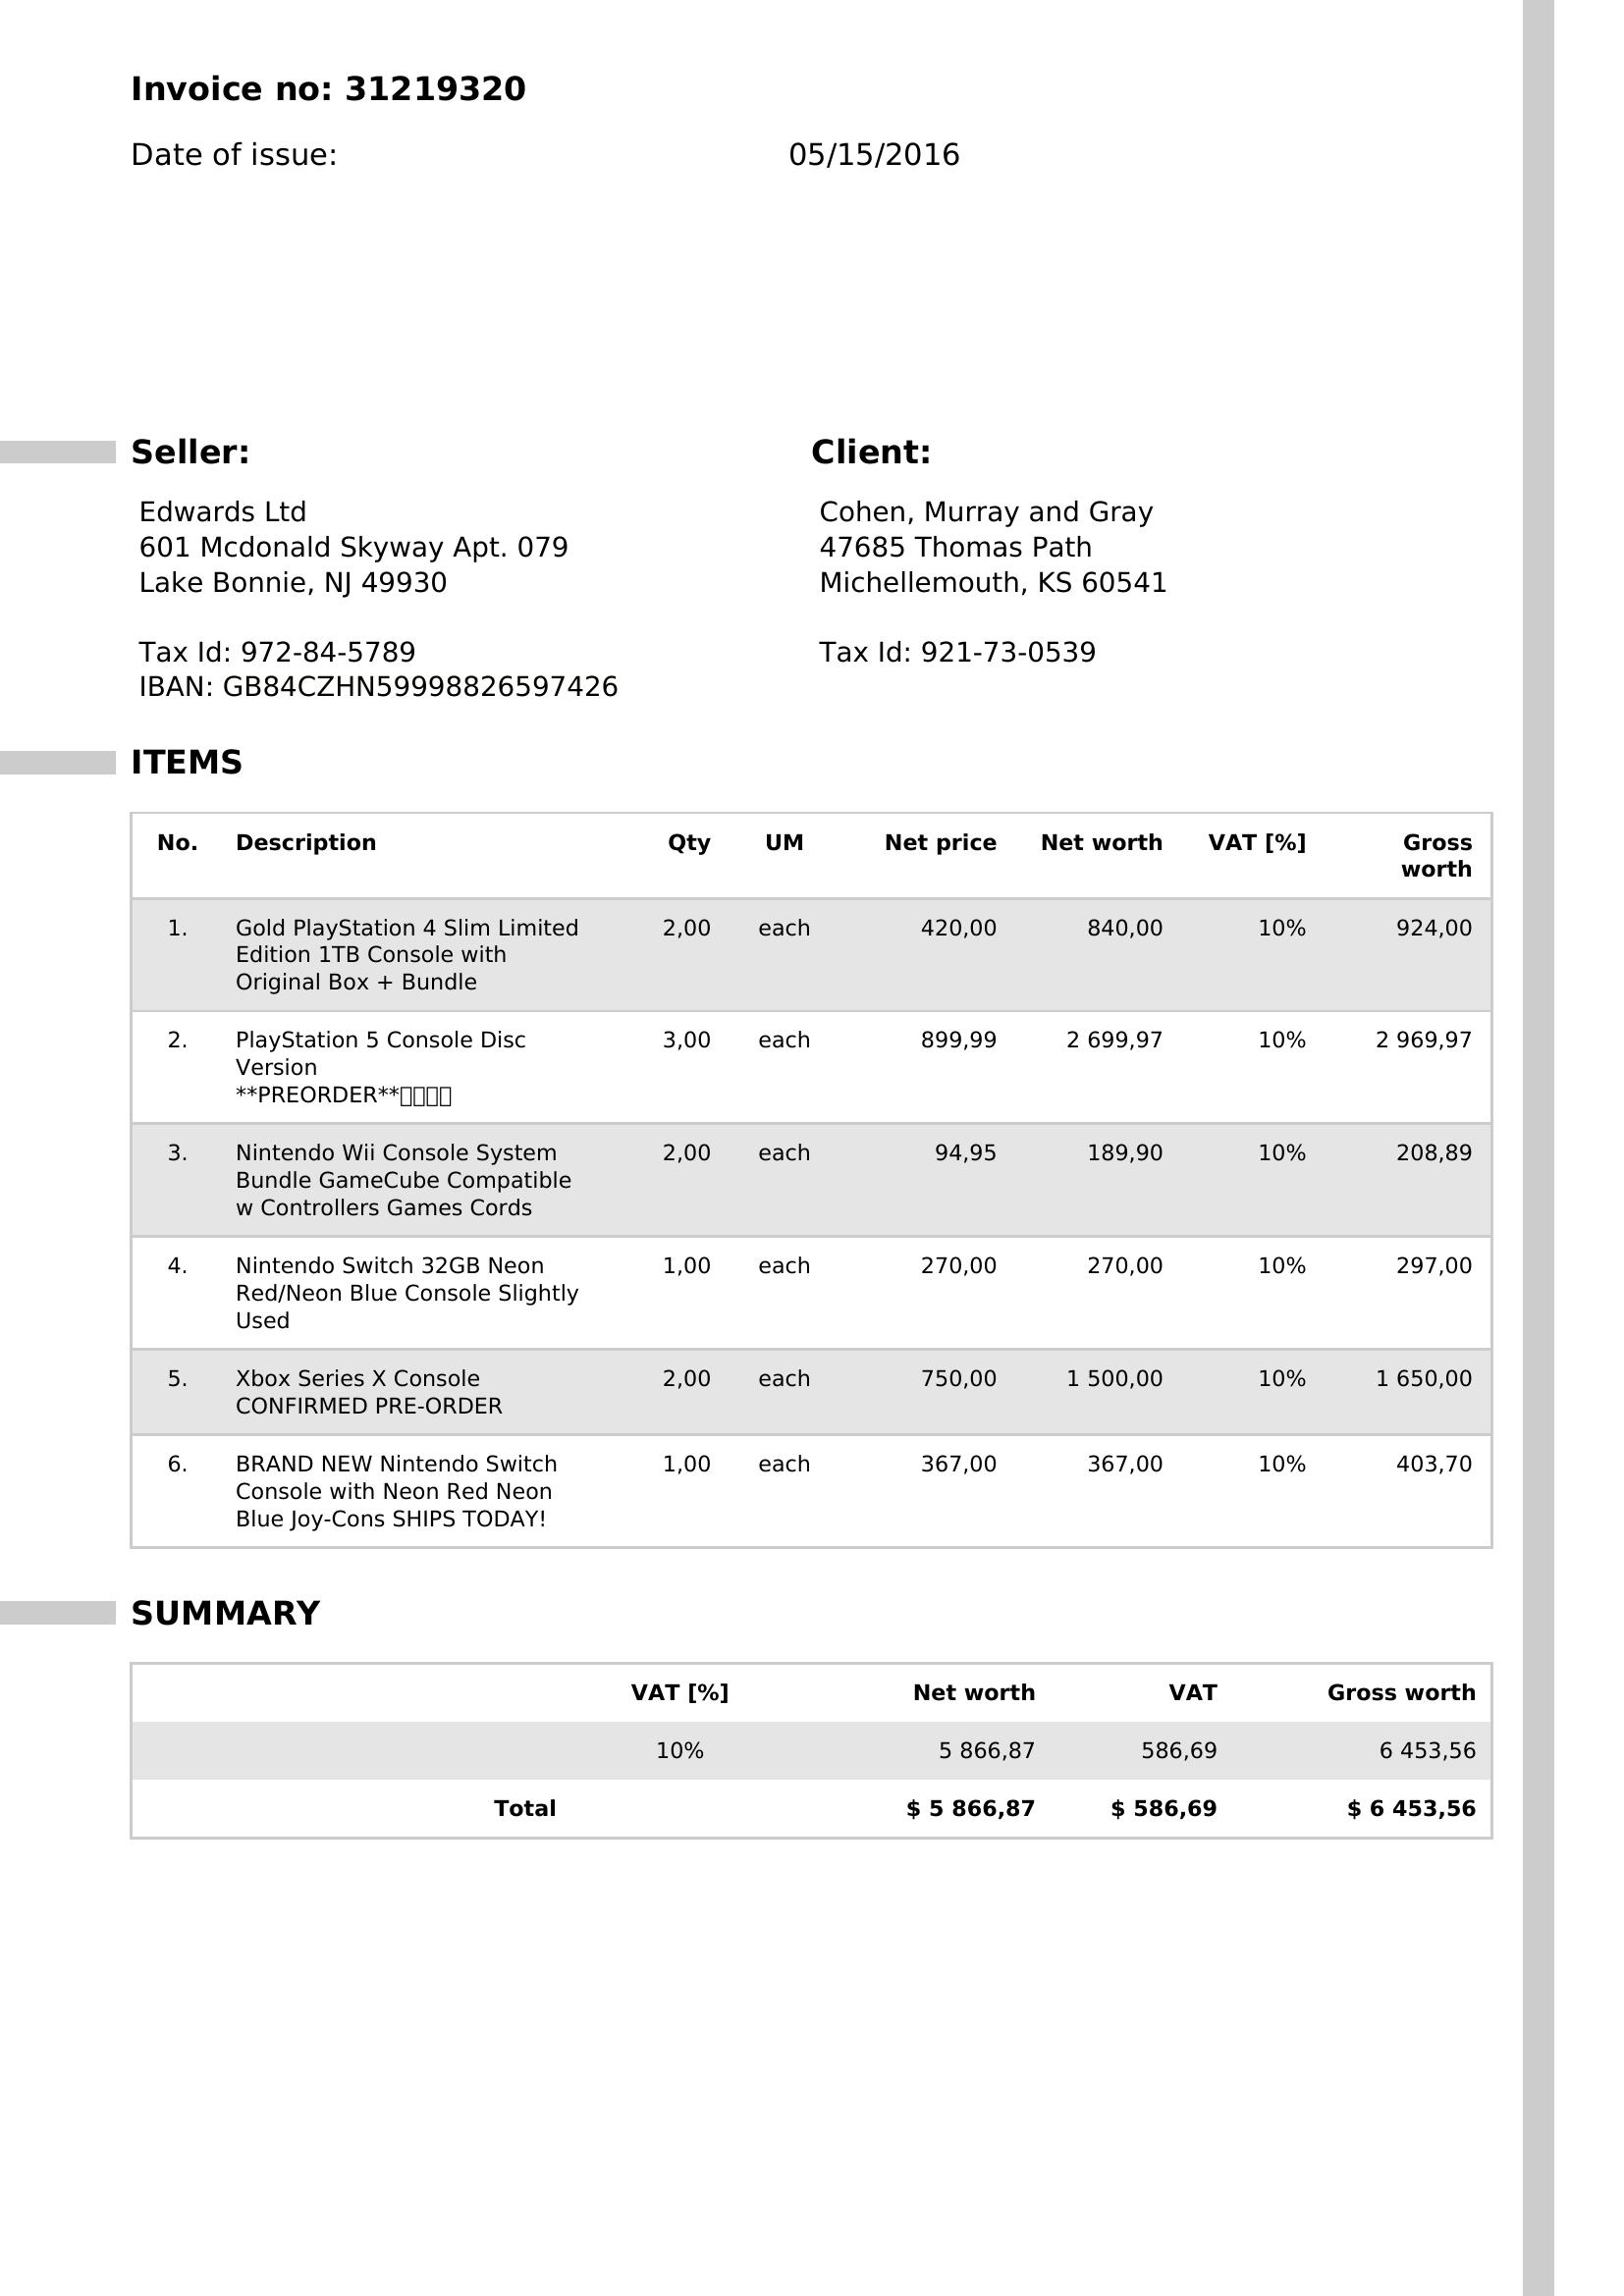 Invoice no: 31219320
Date of issue: 05/15/2016
Seller:
Edwards Ltd
601 Mcdonald Skyway Apt. 079
Lake Bonnie, NJ 49930
Tax Id: 972-84-5789
IBAN: GB84CZHN59998826597426
Client:
Cohen, Murray and Gray
47685 Thomas Path
Michellemouth, KS 60541
Tax Id: 921-73-0539
ITEMS
No. Description Qty UM Net price Net worth VAT [%] Gross
worth
1. Gold PlayStation 4 Slim Limited 2,00 each 420,00 840,00 10% 924,00
Edition 1TB Console with
Original Box + Bundle
2. PlayStation 5 Console Disc 3,00 each 899,99 2 699,97 10% 2 969,97
Version
**PREORDER**
3. Nintendo Wii Console System 2,00 each 94,95 189,90 10% 208,89
Bundle GameCube Compatible
w Controllers Games Cords
4. Nintendo Switch 32GB Neon 1,00 each 270,00 270,00 10% 297,00
Red/Neon Blue Console Slightly
Used
5. Xbox Series X Console 2,00 each 750,00 1 500,00 10% 1 650,00
CONFIRMED PRE-ORDER
6. BRAND NEW Nintendo Switch 1,00 each 367,00 367,00 10% 403,70
Console with Neon Red Neon
Blue Joy-Cons SHIPS TODAY!
SUMMARY
VAT [%] Net worth VAT Gross worth
10% 5 866,87 586,69 6 453,56
Total $ 5 866,87 $ 586,69 $ 6 453,56